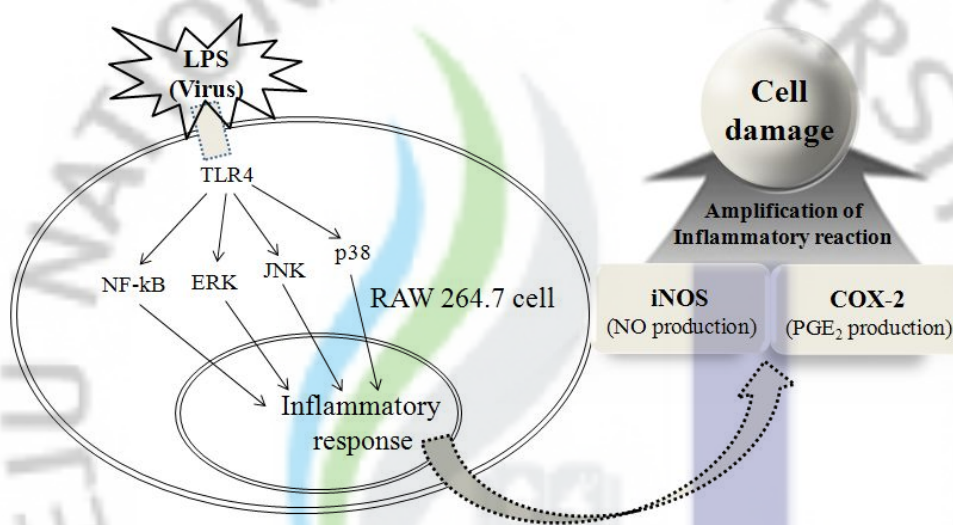 LPS
(Virus)
TLR4
NF-kB
ERK
JNK
p38
RAW 264.7 cell
Inflammatory
response
Cell
damage
Amplification of
Inflammatory reaction
iNOS
(NO production)
COX-2
(PGE₂ production)